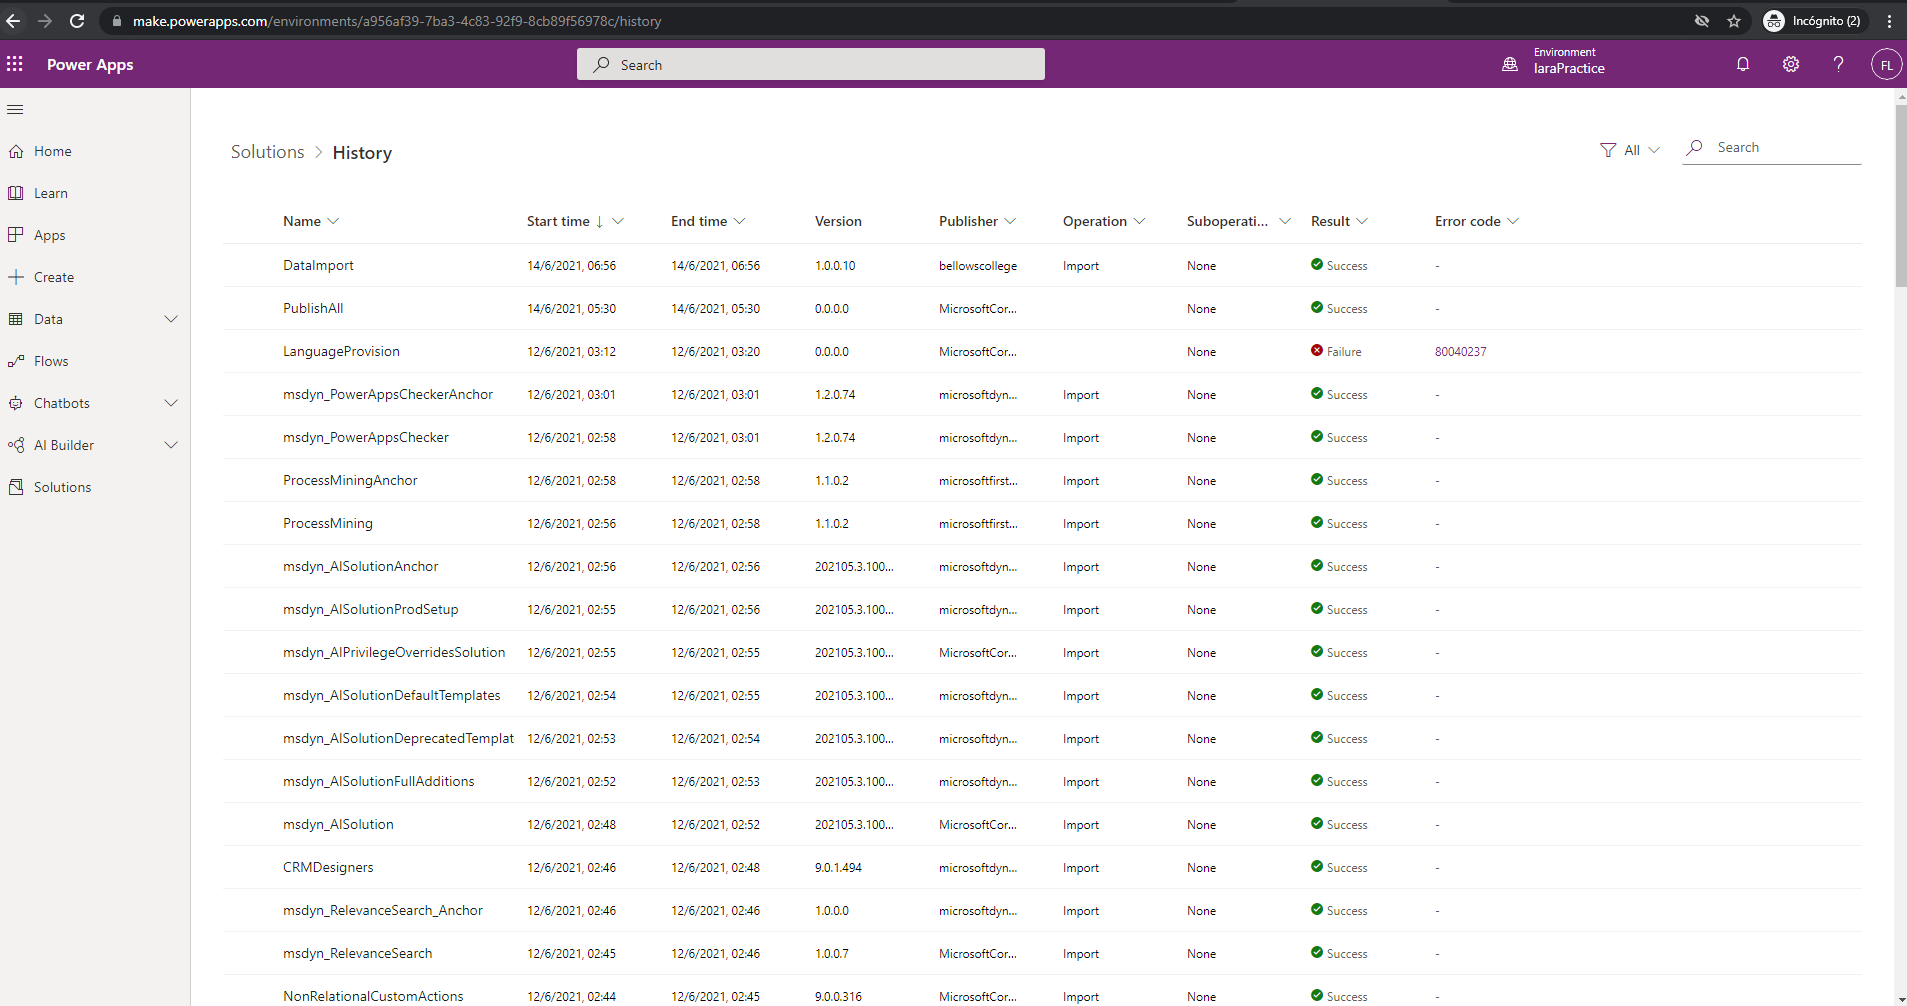 make.powerapps.com/environments/a956af39-7ba3-4c83-92f9-8cb89f56978c/history
Incógnito (2)
Power Apps
Search
Environment
laraPractice
FL
Home
Learn
Apps
Create
Data
Flows
Chatbots
AI Builder
Solutions
Solutions > History
All
Search
Name Start time ↓ End time Version Publisher Operation Suboperati... Result Error code
DataImport 14/6/2021, 06:56 14/6/2021, 06:56 1.0.0.10 bellowscollege Import None Success -
PublishAll 14/6/2021, 05:30 14/6/2021, 05:30 0.0.0.0 MicrosoftCor... None Success -
LanguageProvision 12/6/2021, 03:12 12/6/2021, 03:20 0.0.0.0 MicrosoftCor... None Failure 80040237
msdyn_PowerAppsCheckerAnchor 12/6/2021, 03:01 12/6/2021, 03:01 1.2.0.74 microsoftdyn... Import None Success -
msdyn_PowerAppsChecker 12/6/2021, 02:58 12/6/2021, 03:01 1.2.0.74 microsoftdyn... Import None Success -
ProcessMiningAnchor 12/6/2021, 02:58 12/6/2021, 02:58 1.1.0.2 microsoftfirst... Import None Success -
ProcessMining 12/6/2021, 02:56 12/6/2021, 02:58 1.1.0.2 microsoftfirst... Import None Success -
msdyn_AISolutionAnchor 12/6/2021, 02:56 12/6/2021, 02:56 202105.3.100... microsoftdyn... Import None Success -
msdyn_AISolutionProdSetup 12/6/2021, 02:55 12/6/2021, 02:56 202105.3.100... microsoftdyn... Import None Success -
msdyn_AIPrivilegeOverridesSolution 12/6/2021, 02:55 12/6/2021, 02:55 202105.3.100... MicrosoftCor... Import None Success -
msdyn_AISolutionDefaultTemplates 12/6/2021, 02:54 12/6/2021, 02:55 202105.3.100... microsoftdyn... Import None Success -
msdyn_AISolutionDeprecatedTemplat 12/6/2021, 02:53 12/6/2021, 02:54 202105.3.100... microsoftdyn... Import None Success -
msdyn_AISolutionFullAdditions 12/6/2021, 02:52 12/6/2021, 02:53 202105.3.100... microsoftdyn... Import None Success -
msdyn_AISolution 12/6/2021, 02:48 12/6/2021, 02:52 202105.3.100... MicrosoftCor... Import None Success -
CRMDesigners 12/6/2021, 02:46 12/6/2021, 02:48 9.0.1.494 microsoftdyn... Import None Success -
msdyn_RelevanceSearch_Anchor 12/6/2021, 02:46 12/6/2021, 02:46 1.0.0.0 microsoftdyn... Import None Success -
msdyn_RelevanceSearch 12/6/2021, 02:45 12/6/2021, 02:46 1.0.0.7 MicrosoftCor... Import None Success -
NonRelationalCustomActions 12/6/2021, 02:44 12/6/2021, 02:45 9.0.0.316 MicrosoftCor... Import None Success -